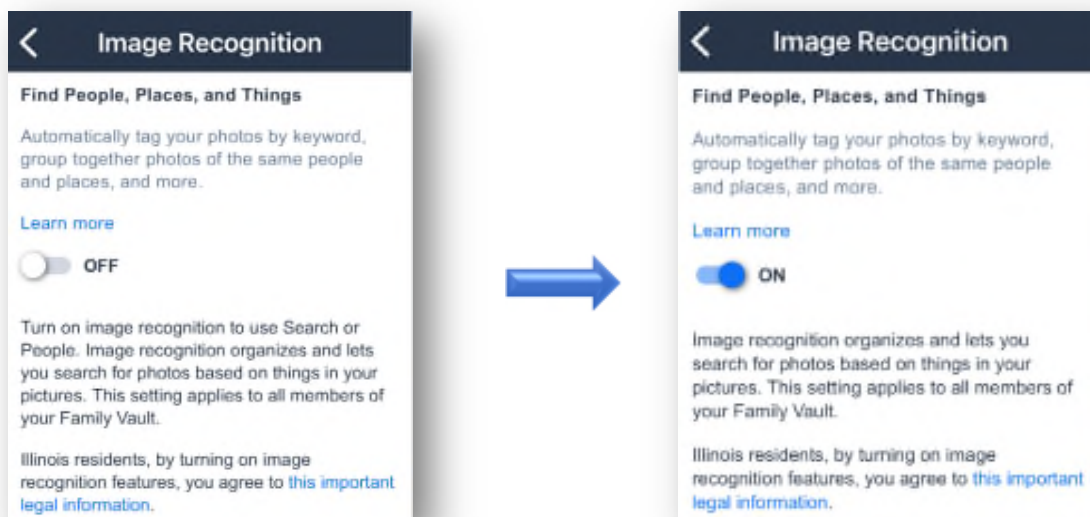 Image Recognition
Find People, Places, and Things
Automatically tag your photos by keyword,
group together photos of the same people
and places, and more.
Learn more
OFF
Turn on image recognition to use Search or
People. Image recognition organizes and lets
you search for photos based on things in your
pictures. This setting applies to all members of
your Family Vault.
Illinois residents, by turning on image
recognition features, you agree to this important
legal information.
Image Recognition
Find People, Places, and Things
Automatically tag your photos by keyword,
group together photos of the same people
and places, and more.
Learn more
ON
Image recognition organizes and lets you
search for photos based on things in your
pictures. This setting applies to all members of
your Family Vault.
Illinois residents, by turning on image
recognition features, you agree to this important
legal information.